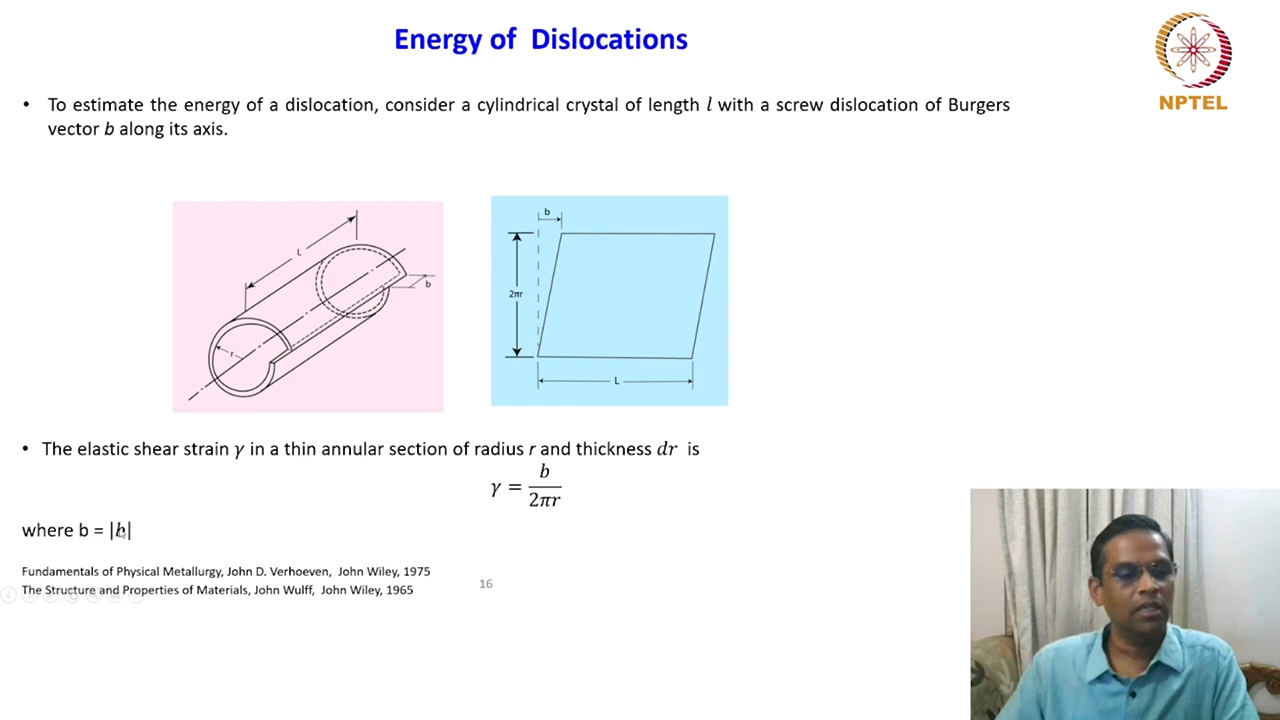 Energy of Dislocations
NPTEL
• To estimate the energy of a dislocation, consider a cylindrical crystal of length l with a screw dislocation of Burgers
vector b along its axis.
L
b
r
b
2πr
L
• The elastic shear strain γ in a thin annular section of radius r and thickness dr is
γ = b/2πr
where b = |b|
Fundamentals of Physical Metallurgy, John D. Verhoeven, John Wiley, 1975
The Structure and Properties of Materials, John Wulff, John Wiley, 1965
16